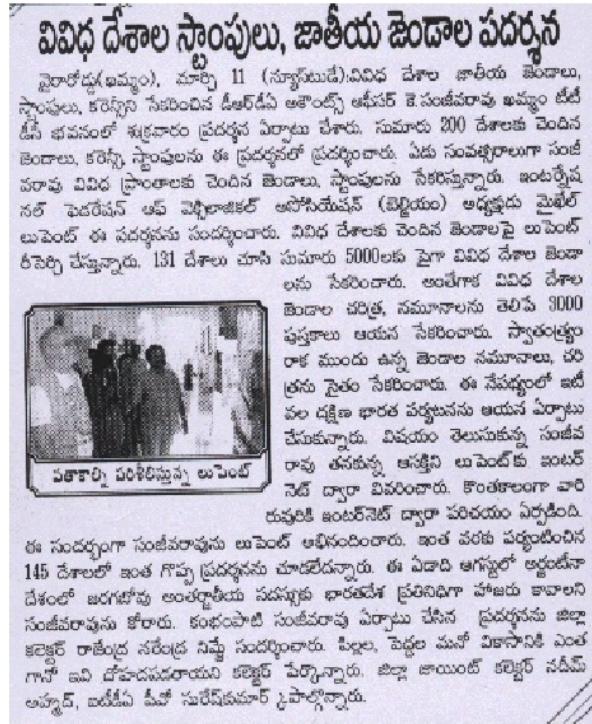 వివిధ దేశాల స్టాంపులు, జాతీయ జెండాల పదర్శన
వైరారోడ్డు(ఖమ్మం), మార్చి 11 (న్యూస్‌టుడే):వివిధ దేశాల జాతీయ జెండాలు,
స్టాంపులు, కరెన్సీని సేకరించిన డీఆర్‌డీఏ అకౌంట్స్ ఆఫీసర్ కె.సంజీవరావు ఖమ్మం టీటీ
డీసీ భవనంలో శుక్రవారం ప్రదర్శన ఏర్పాటు చేశారు. సుమారు 200 దేశాలకు చెందిన
జెండాలు, కరెన్సీ, స్టాంపులను ఈ ప్రదర్శనలో ప్రదర్శించారు. ఏడు సంవత్సరాలుగా సంజీ
వరావు వివిధ ప్రాంతాలకు చెందిన జెండాలు, స్టాంపులను సేకరిస్తున్నారు. ఇంటర్నేష
నల్ ఫెడరేషన్ ఆఫ్ వెక్సిలాజికల్ అసోసియేషన్ (బెల్జియం) అధ్యక్షుడు మైఖేల్
లుపెంట్ ఈ పదర్శనను సందర్శించారు. వివిధ దేశాలకు చెందిన జెండాలపై లుపెంట్
రీసెర్చి చేస్తున్నారు. 131 దేశాలు చూసి సుమారు 5000లకు పైగా వివిధ దేశాల జెండా
లను సేకరించారు. అంతేగాక వివిధ దేశాల
జెండాల చరిత్ర, నమూనాలను తెలిపే 3000
పుస్తకాలు ఆయన సేకరించారు. స్వాతంత్ర్యం
రాక ముందు ఉన్న జెండాల నమూనాలు, చరి
త్రను సైతం సేకరించారు. ఈ నేపధ్యంలో ఇటీ
వల దక్షిణ భారత పర్యటనను ఆయన ఏర్పాటు
చేసుకున్నారు. విషయం తెలుసుకున్న సంజీవ
రావు తనకున్న ఆసక్తిని లుపెంట్‌కు ఇంటర్
నెట్ ద్వారా వివరించారు. కొంతకాలంగా వారి
రువురికి ఇంటర్‌నెట్ ద్వారా పరిచయం ఏర్పడింది.
పతాకాల్ని పరిశీలిస్తున్న లుపెంట్
ఈ సందర్భంగా సంజీవరావును లుపెంట్ అభినందించారు. ఇంత వరకు పర్యటించిన
145 దేశాలలో ఇంత గొప్ప ప్రదర్శనను చూడలేదన్నారు. ఈ ఏడాది ఆగస్టులో అర్జంటీనా
దేశంలో జరగబోవు అంతర్జాతీయ సదస్సుకు భారతదేశ ప్రతినిధిగా హాజరు కావాలని
సంజీవరావును కోరారు. కంభంపాటి సంజీవరావు ఏర్పాటు చేసిన ప్రదర్శనను జిల్లా
కలెక్టర్ రాజేంద్ర నరేంద్ర నిమ్జే సందర్శించారు. పిల్లల, పెద్దల మనో వికాసానికి ఎంత
గానో ఇవి దోహదపడరాయని కలెక్టర్ పేర్కొన్నారు. జిల్లా జాయింట్ కలెక్టర్ నదీమ్
అహ్మద్, ఐటీడీఏ పీవో సురేష్‌కుమార్ పాల్గొన్నారు.